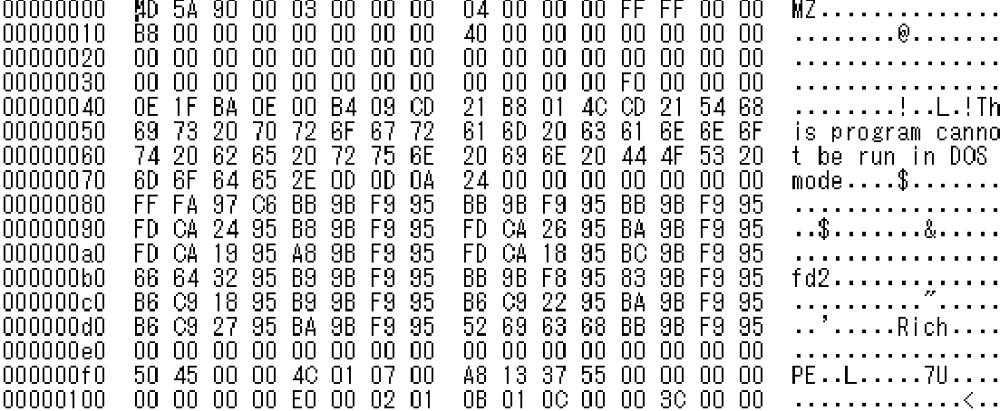 00000000 4D 5A 90 00 03 00 00 00 04 00 00 00 FF FF 00 00 MZ..............
00000010 B8 00 00 00 00 00 00 00 40 00 00 00 00 00 00 00 ........@.......
00000020 00 00 00 00 00 00 00 00 00 00 00 00 00 00 00 00 ................
00000030 00 00 00 00 00 00 00 00 00 00 00 00 F0 00 00 00 ................
00000040 0E 1F BA 0E 00 B4 09 CD 21 B8 01 4C CD 21 54 68 ........!..L.!Th
00000050 69 73 20 70 72 6F 67 72 61 6D 20 63 61 6E 6E 6F is program canno
00000060 74 20 62 65 20 72 75 6E 20 69 6E 20 44 4F 53 20 t be run in DOS
00000070 6D 6F 64 65 2E 0D 0D 0A 24 00 00 00 00 00 00 00 mode....$.......
00000080 FF FA 97 C6 BB 9B F9 95 BB 9B F9 95 BB 9B F9 95 ................
00000090 FD CA 24 95 B8 9B F9 95 FD CA 26 95 BA 9B F9 95 ..$.......&.....
000000a0 FD CA 19 95 A8 9B F9 95 FD CA 18 95 BC 9B F9 95 ................
000000b0 66 64 32 95 B9 9B F9 95 BB 9B F8 95 83 9B F9 95 fd2.............
000000c0 B6 C9 18 95 B9 9B F9 95 B6 C9 22 95 BA 9B F9 95 ..........".....
000000d0 B6 C9 27 95 BA 9B F9 95 52 69 63 68 BB 9B F9 95 ..'.....Rich....
000000e0 00 00 00 00 00 00 00 00 00 00 00 00 00 00 00 00 ................
000000f0 50 45 00 00 4C 01 07 00 A8 13 37 55 00 00 00 00 PE..L.....7U....
00000100 00 00 00 00 E0 00 02 01 0B 01 0C 00 00 3C 00 00 .............<..